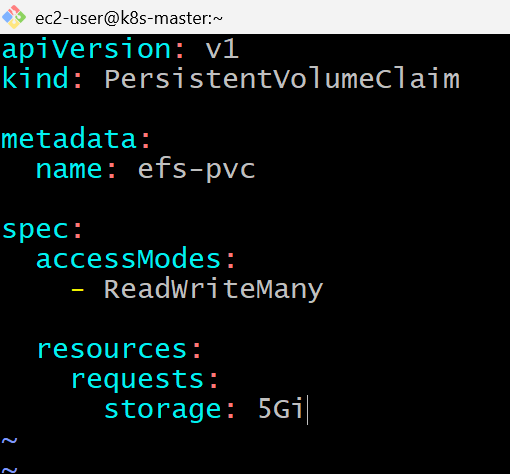 ec2-user@k8s-master:~
apiVersion: v1
kind: PersistentVolumeClaim
metadata:
  name: efs-pvc
spec:
  accessModes:
    - ReadWriteMany
  resources:
    requests:
      storage: 5Gi
~
~